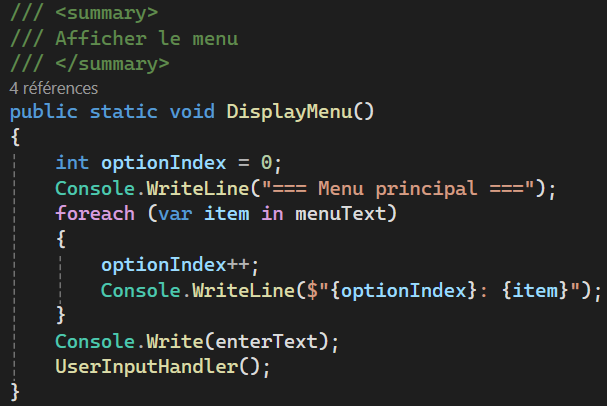 /// <summary>
/// Afficher le menu
/// </summary>
4 références
public static void DisplayMenu()
{
    int optionIndex = 0;
    Console.WriteLine("=== Menu principal ===");
    foreach (var item in menuText)
    {
        optionIndex++;
        Console.WriteLine($"{optionIndex}: {item}");
    }
    Console.Write(enterText);
    UserInputHandler();
}